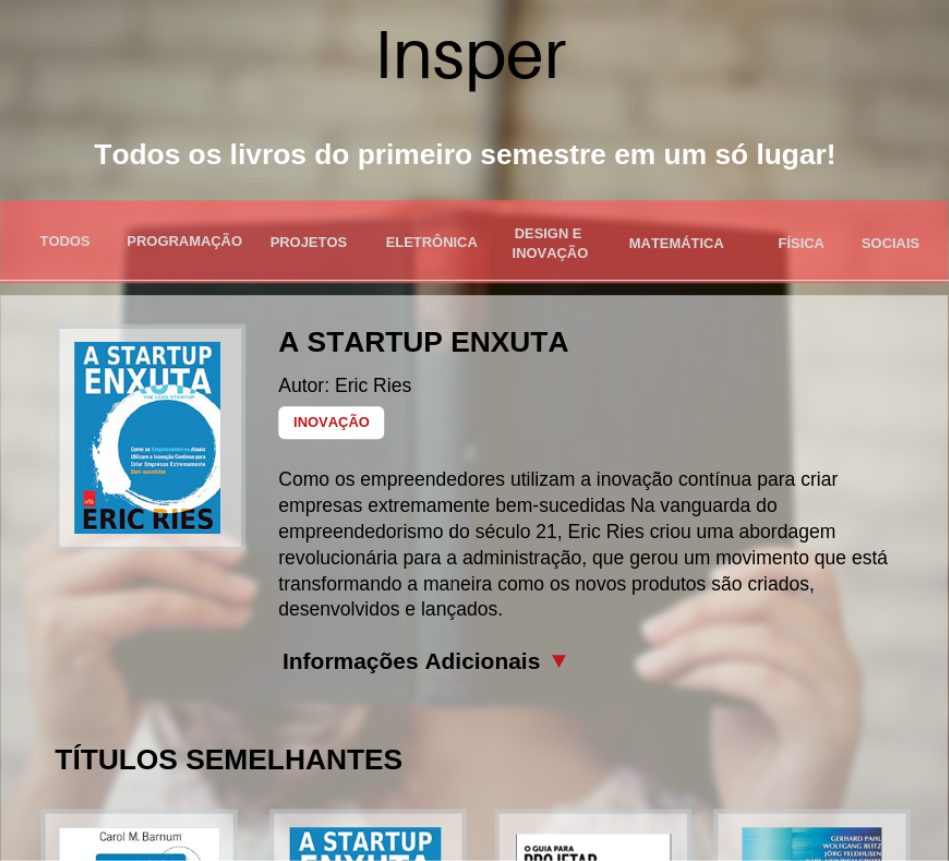 Insper
Todos os livros do primeiro semestre em um só lugar!
TODOS
PROGRAMAÇÃO
PROJETOS
ELETRÔNICA
DESIGN E
INOVAÇÃO
MATEMÁTICA
FÍSICA
SOCIAIS
A STARTUP
ENXUTA
THE LEAN STARTUP
Como os Empreendedores Atuais
Utilizam a Inovação Contínua para
Criar Empresas Extremamente
Bem-sucedidas
ERIC RIES
A STARTUP ENXUTA
Autor: Eric Ries
INOVAÇÃO
Como os empreendedores utilizam a inovação contínua para criar
empresas extremamente bem-sucedidas Na vanguarda do
empreendedorismo do século 21, Eric Ries criou uma abordagem
revolucionária para a administração, que gerou um movimento que está
transformando a maneira como os novos produtos são criados,
desenvolvidos e lançados.
Informações Adicionais ▼
TÍTULOS SEMELHANTES
Carol M. Barnum
A STARTUP
ENXUTA
O GUIA PARA
PROJETAR
GERHARD PAHL
WOLFGANG BEITZ
JÖRG FELDHUSEN